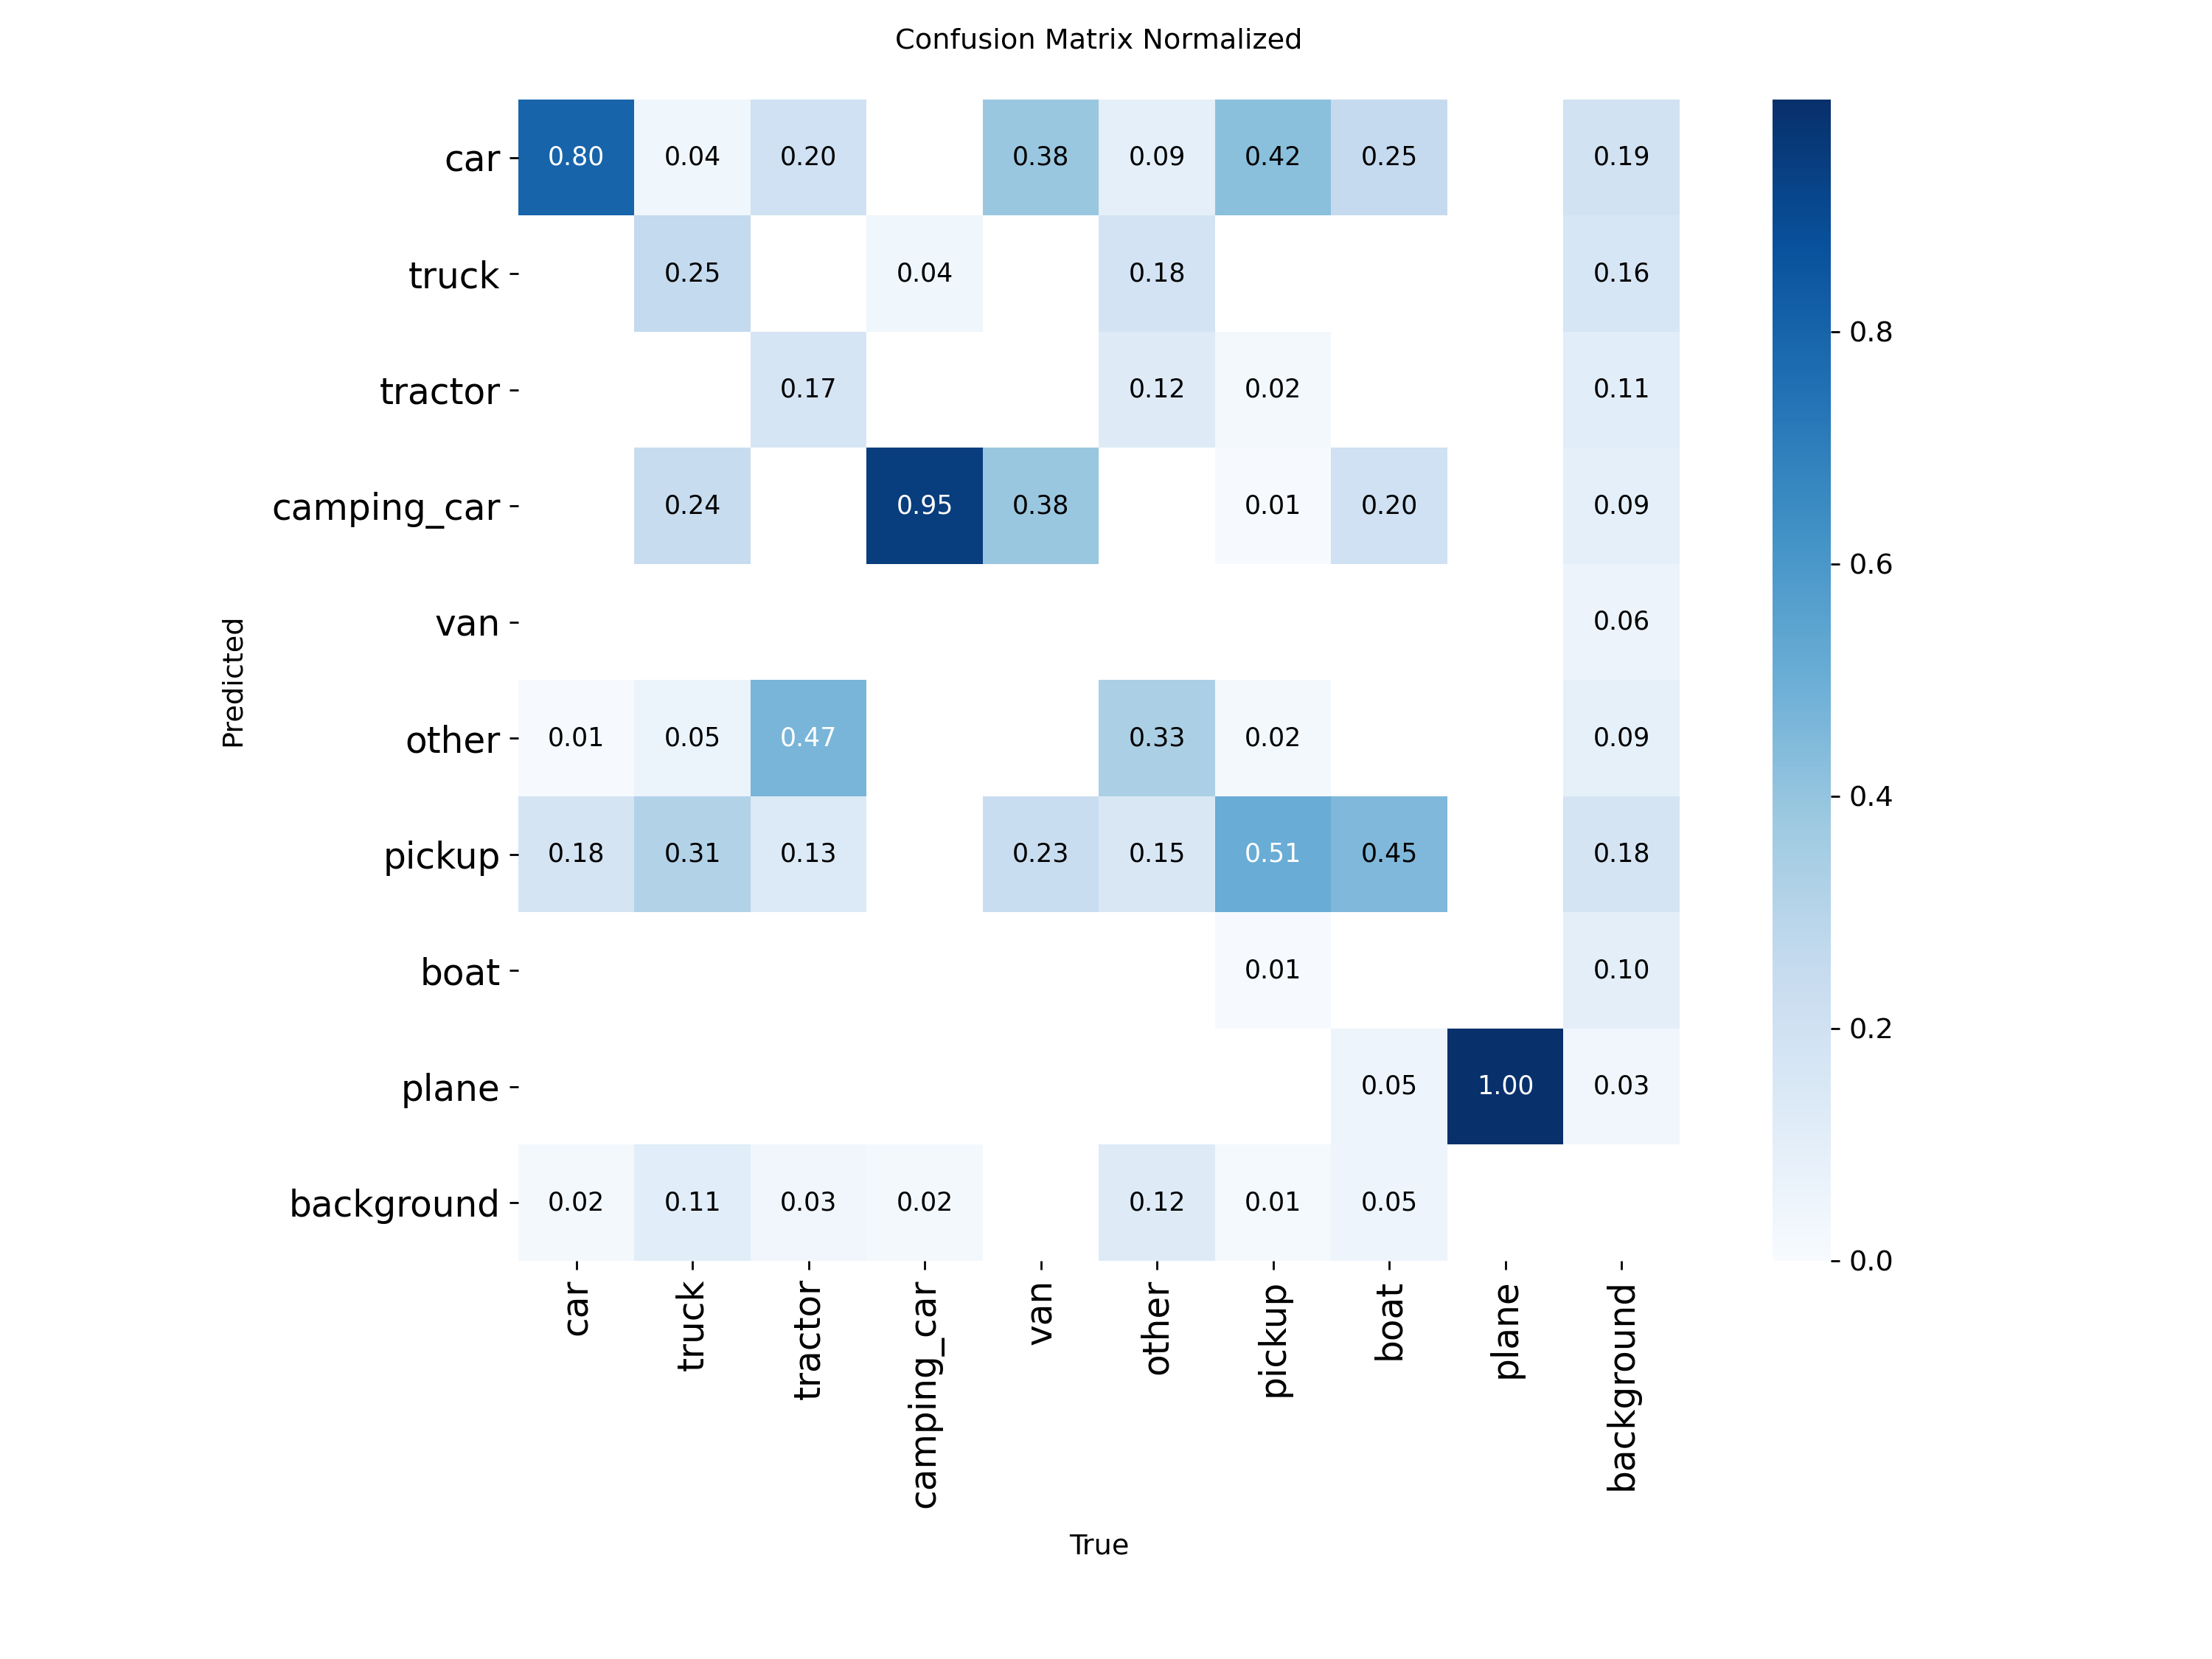 Confusion Matrix Normalized
car 0.80 0.04 0.20 0.38 0.09 0.42 0.25 0.19
truck 0.25 0.04 0.18 0.16
0.8
tractor 0.17 0.12 0.02 0.11
camping_car 0.24 0.95 0.38 0.01 0.20 0.09
0.6
van 0.06
Predicted
other 0.01 0.05 0.47 0.33 0.02 0.09
0.4
pickup 0.18 0.31 0.13 0.23 0.15 0.51 0.45 0.18
boat 0.01 0.10
0.2
plane 0.05 1.00 0.03
background 0.02 0.11 0.03 0.02 0.12 0.01 0.05
0.0
car truck tractor camping_car van other pickup boat plane background
True